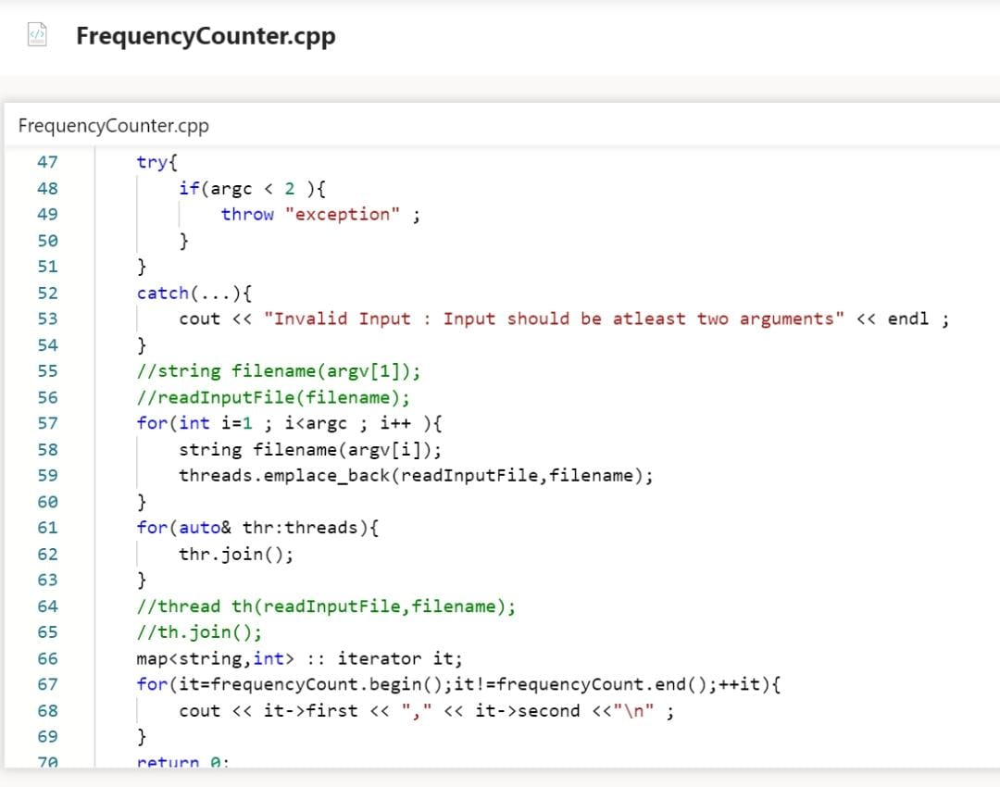 FrequencyCounter.cpp
FrequencyCounter.cpp
47 try{
48 if(argc < 2 ){
49 throw "exception" ;
50 }
51 }
52 catch(...){
53 cout << "Invalid Input : Input should be atleast two arguments" << endl ;
54 }
55 //string filename(argv[1]);
56 //readInputFile(filename);
57 for(int i=1 ; i<argc ; i++ ){
58 string filename(argv[i]);
59 threads.emplace_back(readInputFile,filename);
60 }
61 for(auto& thr:threads){
62 thr.join();
63 }
64 //thread th(readInputFile,filename);
65 //th.join();
66 map<string,int> :: iterator it;
67 for(it=frequencyCount.begin();it!=frequencyCount.end();++it){
68 cout << it->first << "," << it->second <<"\n" ;
69 }
70 return 0;